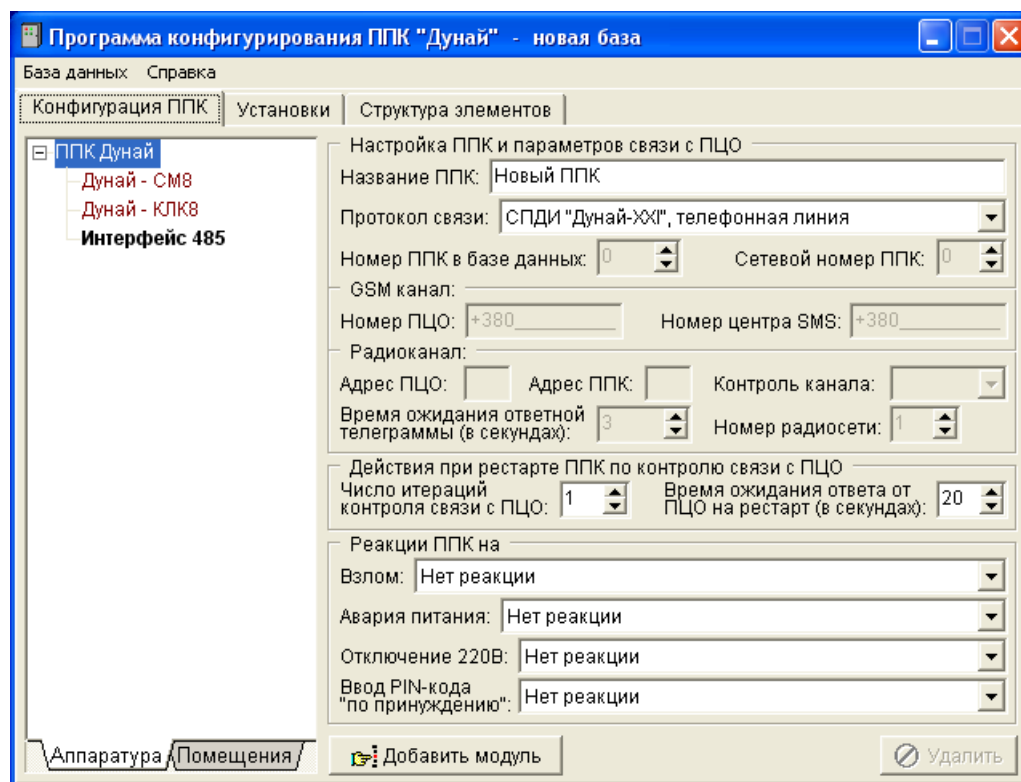 Программа конфигурирования ППК "Дунай" - новая база
База данных Справка
Конфигурация ППК Установки Структура элементов
ППК Дунай
Дунай - СМ8
Дунай - КЛК8
Интерфейс 485
Настройка ППК и параметров связи с ПЦО
Название ППК: Новый ППК
Протокол связи: СПДИ "Дунай-XXI", телефонная линия
Номер ППК в базе данных: 0 Сетевой номер ППК: 0
GSM канал:
Номер ПЦО: +380_________ Номер центра SMS: +380_________
Радиоканал:
Адрес ПЦО: Адрес ППК: Контроль канала:
Время ожидания ответной
телеграммы (в секундах): 3 Номер радиосети: 1
Действия при рестарте ППК по контролю связи с ПЦО
Число итераций
контроля связи с ПЦО: 1 Время ожидания ответа от
ПЦО на рестарт (в секундах): 20
Реакции ППК на
Взлом: Нет реакции
Авария питания: Нет реакции
Отключение 220В: Нет реакции
Ввод PIN-кода
"по принуждению": Нет реакции
Аппаратура Помещения
Добавить модуль Удалить